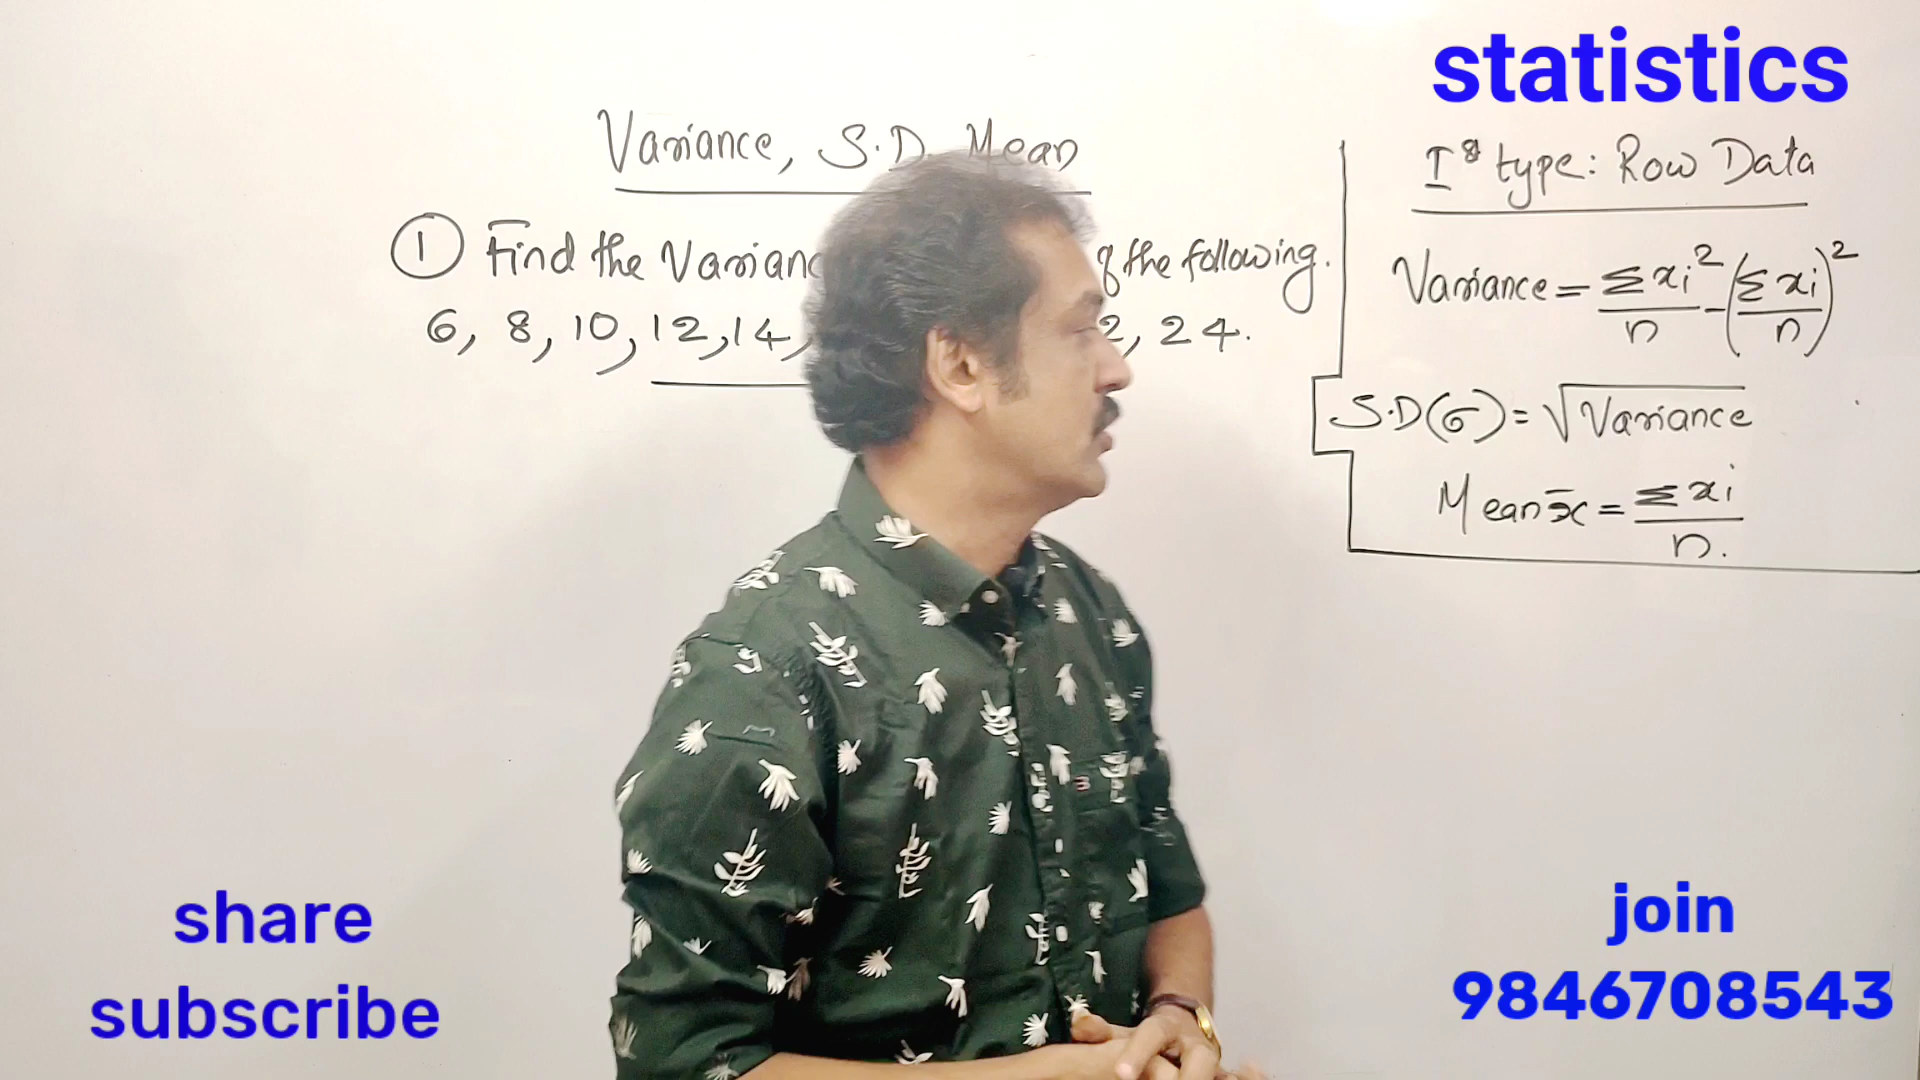 statistics
Variance, S.D, Mean
① Find the Varianc of the following.
6, 8, 10, 12, 14, 2, 24.
Iˢᵗ type: Row Data
Variance = Σxi²/n - (Σxi/n)²
S.D(σ) = √Variance
Mean x̄ = Σxi/n.
share
subscribe
join
9846708543